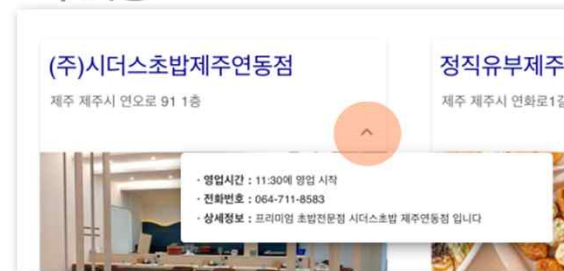 (주)시더스초밥제주연동점
제주 제주시 연오로 91 1층
정직유부제주
제주 제주시 연화로1길
· 영업시간 : 11:30에 영업 시작
· 전화번호 : 064-711-8583
· 상세정보 : 프리미엄 초밥전문점 시더스초밥 제주연동점 입니다